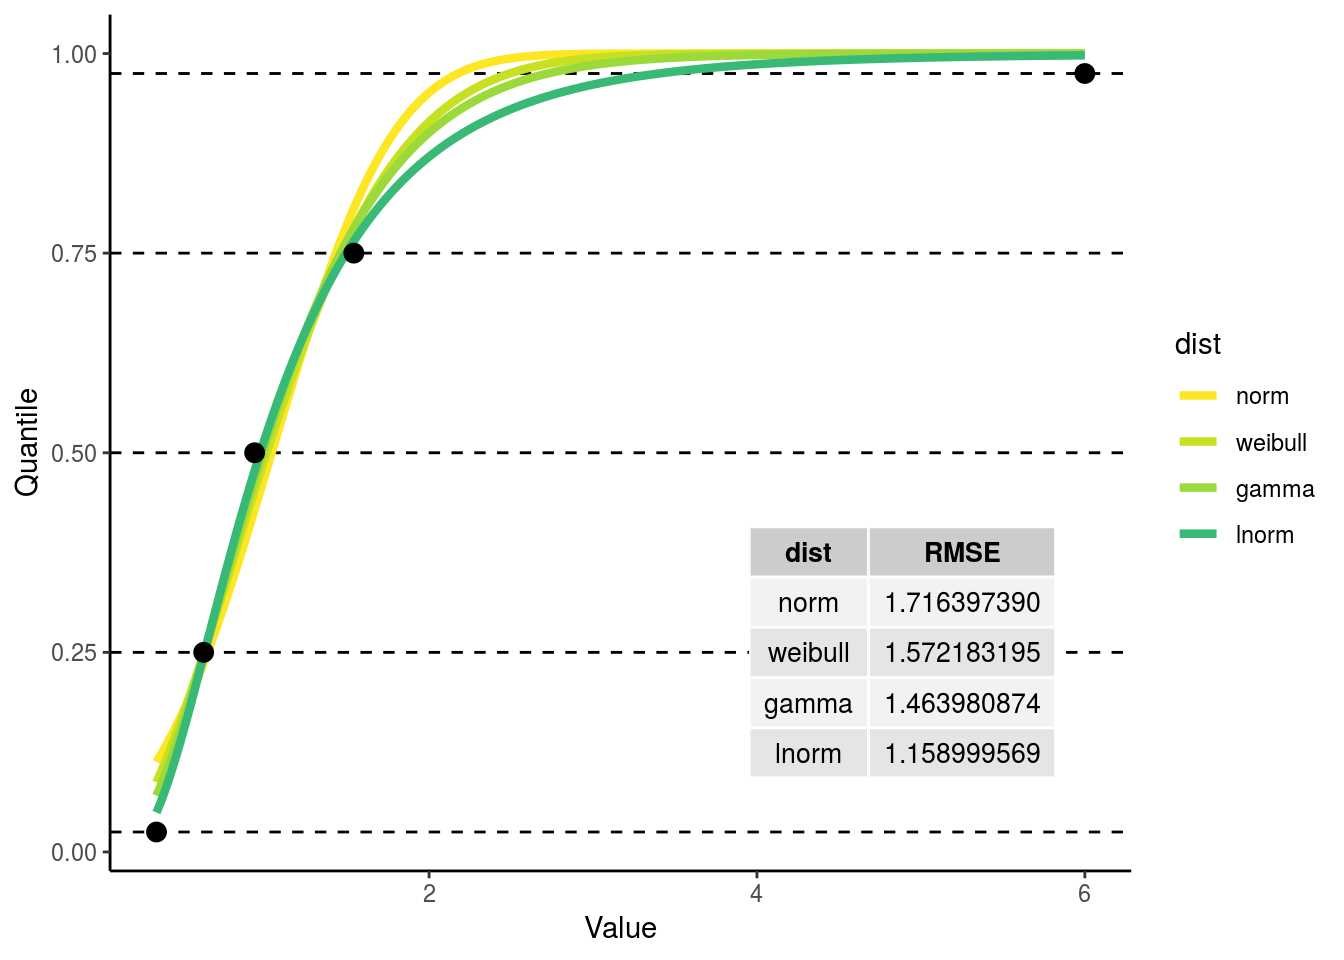 1.00
0.75
0.50
0.25
0.00
Quantile
2 4 6
Value
dist
norm
weibull
gamma
lnorm
dist RMSE
norm 1.716397390
weibull 1.572183195
gamma 1.463980874
lnorm 1.158999569